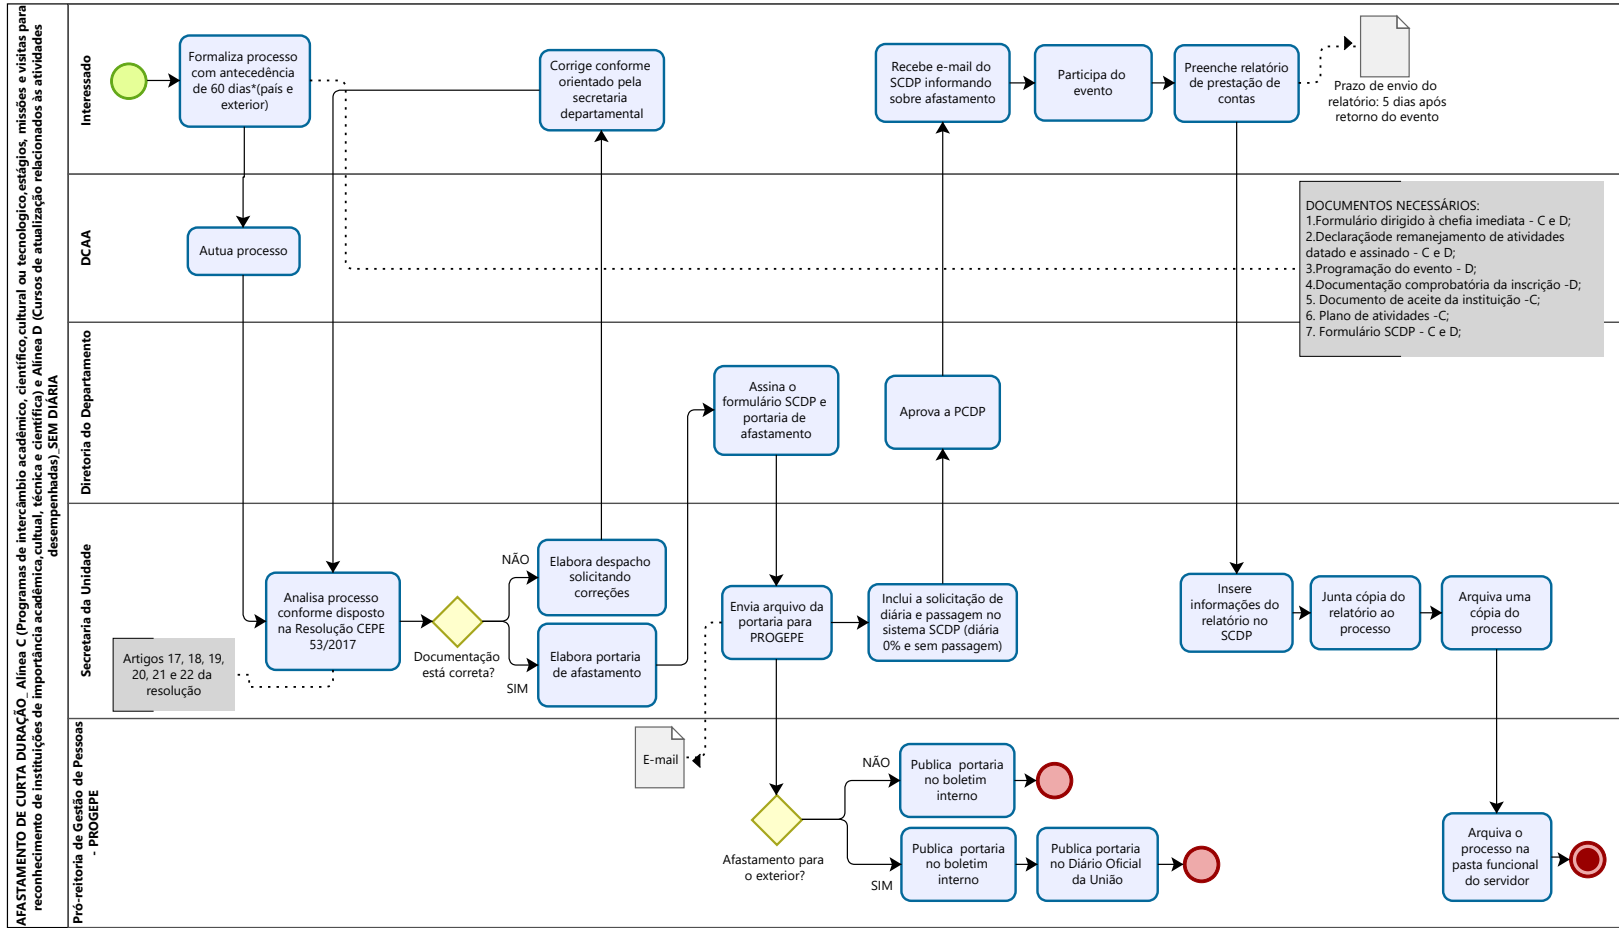 AFASTAMENTO DE CURTA DURAÇÃO_ Alínea C (Programas de intercâmbio acadêmico, científico,cultural ou tecnologico,estágios, missões e visitas para
reconhecimento de instituições de importância acadêmica,cultual, técnica e científica) e Alínea D (Cursos de atualização relacionados às atividades
desempenhadas)_SEM DIÁRIA
Interessado
Formaliza processo
com antecedência
de 60 dias*(país e
exterior)
Corrige conforme
orientado pela
secretaria
departamental
Recebe e-mail do
SCDP informando
sobre afastamento
Participa do
evento
Preenche relatório
de prestação de
contas
Prazo de envio do
relatório: 5 dias após
retorno do evento
DCAA
Autua processo
DOCUMENTOS NECESSÁRIOS:
1.Formulário dirigido à chefia imediata - C e D;
2.Declaraçãode remanejamento de atividades
datado e assinado - C e D;
3.Programação do evento - D;
4.Documentação comprobatória da inscrição -D;
5. Documento de aceite da instituição -C;
6. Plano de atividades -C;
7. Formulário SCDP - C e D;
Diretoria do Departamento
Assina o
formulário SCDP e
portaria de
afastamento
Aprova a PCDP
Secretaria da Unidade
Analisa processo
conforme disposto
na Resolução CEPE
53/2017
Artigos 17, 18, 19,
20, 21 e 22 da
resolução
Documentação
está correta?
NÃO
Elabora despacho
solicitando
correções
SIM
Elabora portaria
de afastamento
Envia arquivo da
portaria para
PROGEPE
Inclui a solicitação de
diária e passagem no
sistema SCDP (diária
0% e sem passagem)
Insere
informações do
relatório no
SCDP
Junta cópia do
relatório ao
processo
Arquiva uma
cópia do
processo
Pró-reitoria de Gestão de Pessoas
- PROGEPE
E-mail
Afastamento para
o exterior?
NÃO
Publica portaria
no boletim
interno
SIM
Publica portaria
no boletim
interno
Publica portaria
no Diário Oficial
da União
Arquiva o
processo na
pasta funcional
do servidor